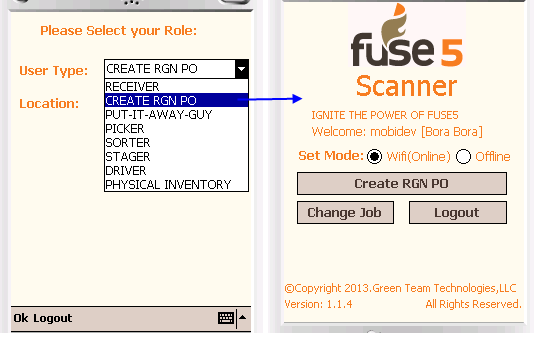 Please Select your Role:
User Type: CREATE RGN PO
Location:
RECEIVER
CREATE RGN PO
PUT-IT-AWAY-GUY
PICKER
SORTER
STAGER
DRIVER
PHYSICAL INVENTORY
Ok Logout
fuse 5
Scanner
IGNITE THE POWER OF FUSE5
Welcome: mobidev [Bora Bora]
Set Mode: Wifi(Online) Offline
Create RGN PO
Change Job Logout
©Copyright 2013.Green Team Technologies,LLC
Version: 1.1.4 All Rights Reserved.